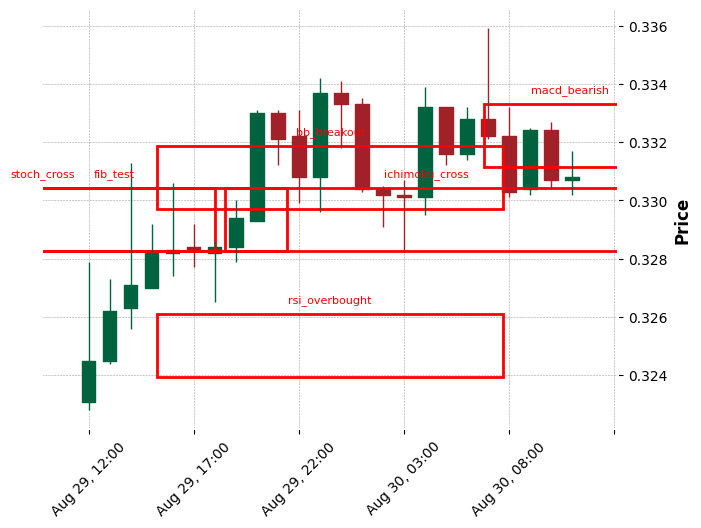 0.336
0.334
0.332
0.330
0.328
0.326
0.324
Price
macd_bearish
bb_breakout
stoch_cross
fib_test
ichimoku_cross
rsi_overbought
Aug 29, 12:00
Aug 29, 17:00
Aug 29, 22:00
Aug 30, 03:00
Aug 30, 08:00